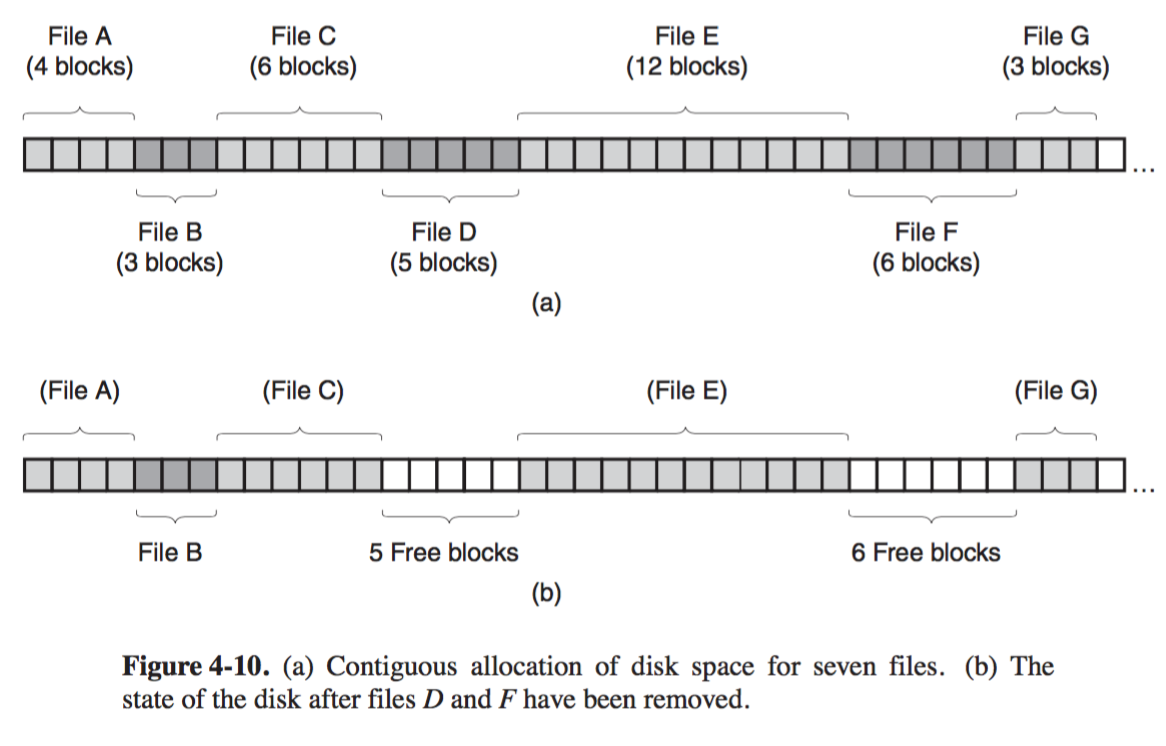 File A
(4 blocks)
File C
(6 blocks)
File E
(12 blocks)
File G
(3 blocks)
...
File B
(3 blocks)
File D
(5 blocks)
File F
(6 blocks)
(a)
(File A)
(File C)
(File E)
(File G)
...
File B
5 Free blocks
6 Free blocks
(b)
Figure 4-10. (a) Contiguous allocation of disk space for seven files. (b) The
state of the disk after files D and F have been removed.